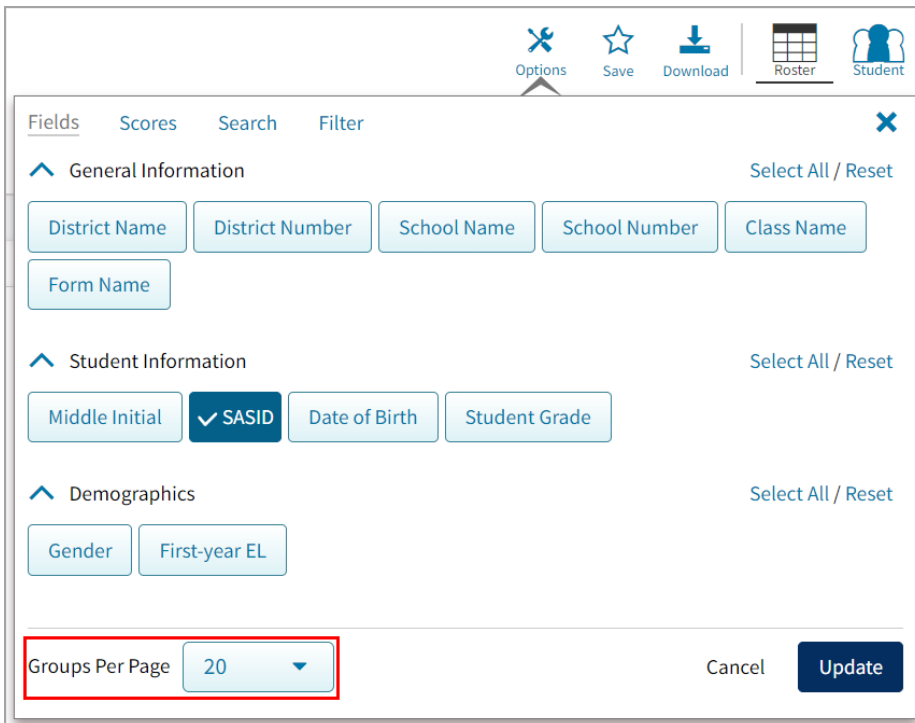 Options Save Download Roster Student
Fields Scores Search Filter
General Information Select All / Reset
District Name District Number School Name School Number Class Name
Form Name
Student Information Select All / Reset
Middle Initial SASID Date of Birth Student Grade
Demographics Select All / Reset
Gender First-year EL
Groups Per Page 20 Cancel Update